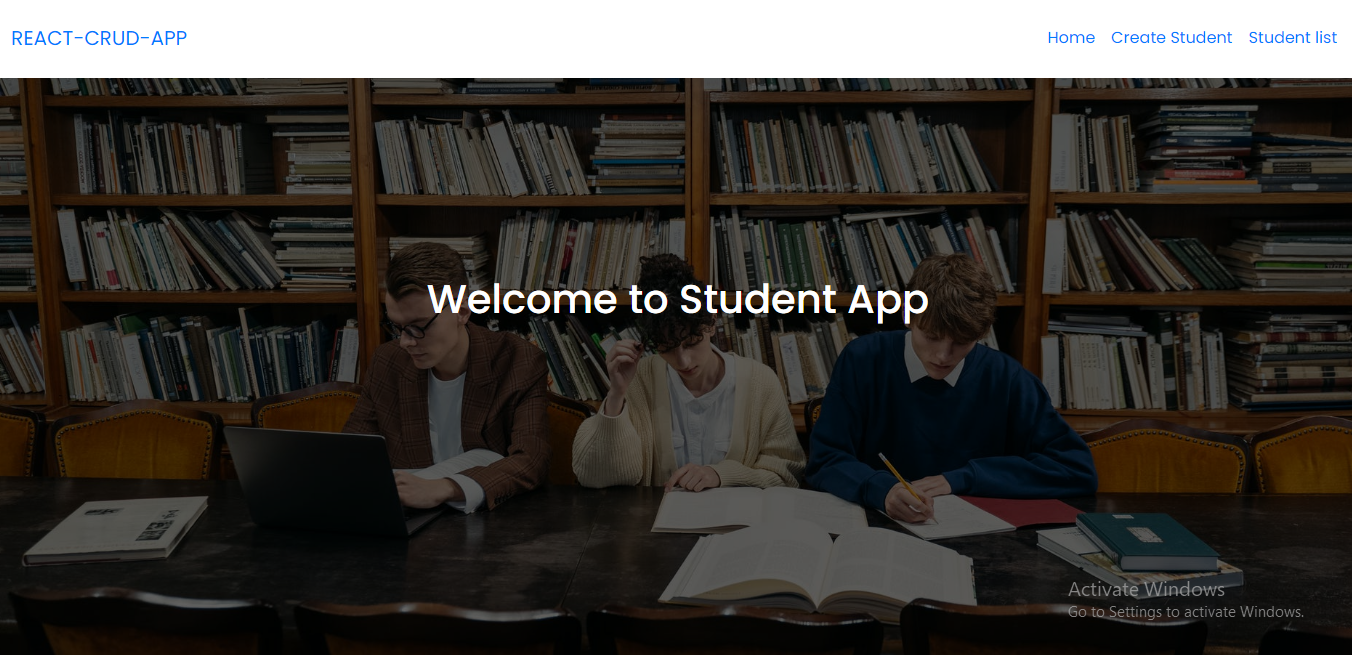 REACT-CRUD-APP
Home Create Student Student list
Welcome to Student App
Activate Windows
Go to Settings to activate Windows.